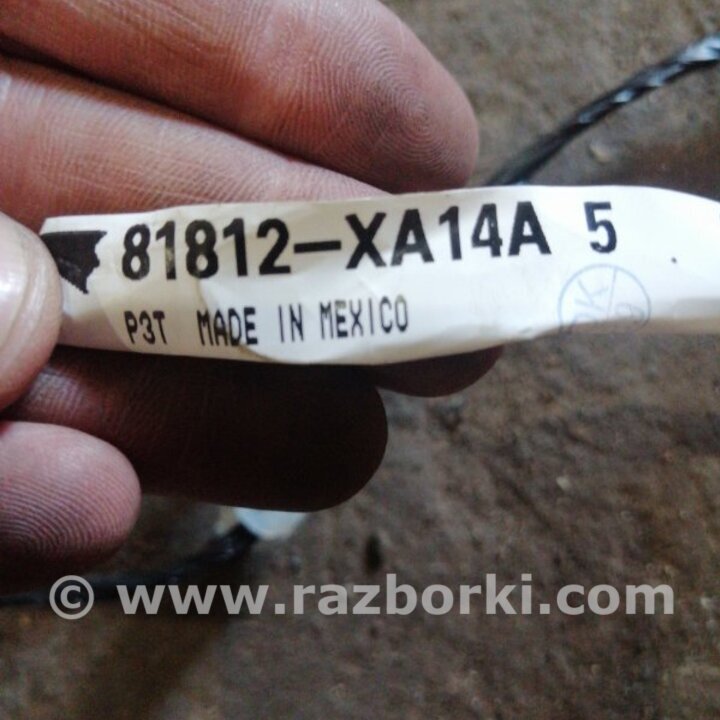 81812-XA14A 5
P3T MADE IN MEXICO
© www.razborki.com